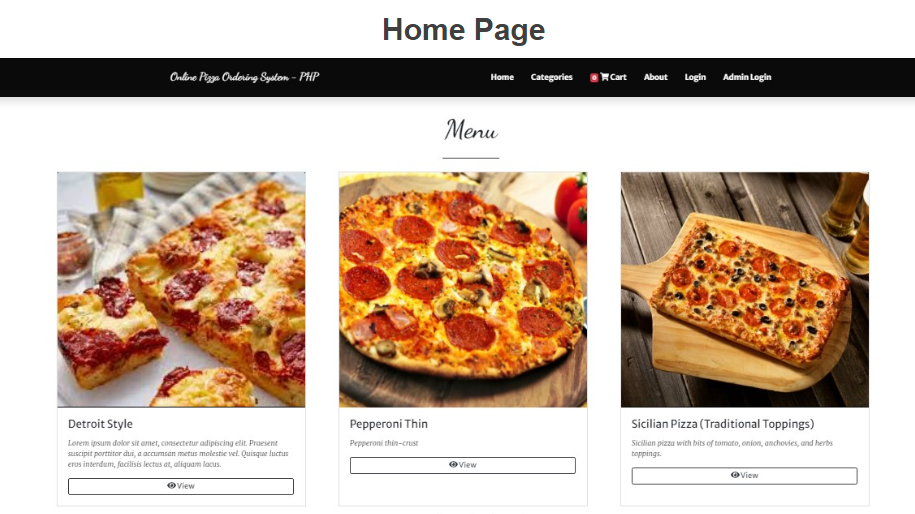 Home Page
Online Pizza Ordering System - PHP
Home Categories 0 Cart About Login Admin Login
Menu
Detroit Style
Lorem ipsum dolor sit amet, consectetur adipiscing elit. Praesent
suscipit porttitor dui, a accumsan metus molestie vel. Quisque luctus
eros interdum, facilisis lectus at, aliquam lacus.
View
Pepperoni Thin
Pepperoni thin-crust
View
Sicilian Pizza (Traditional Toppings)
Sicilian pizza with bits of tomato, onion, anchovies, and herbs
toppings.
View